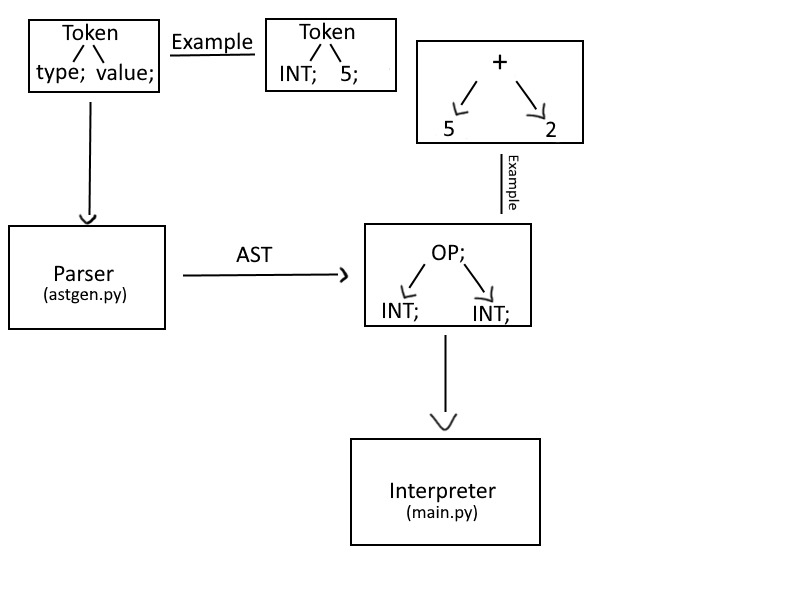 Token
type; value;
Example
Token
INT; 5;
+
5 2
Example
Parser
(astgen.py)
AST
OP;
INT; INT;
Interpreter
(main.py)